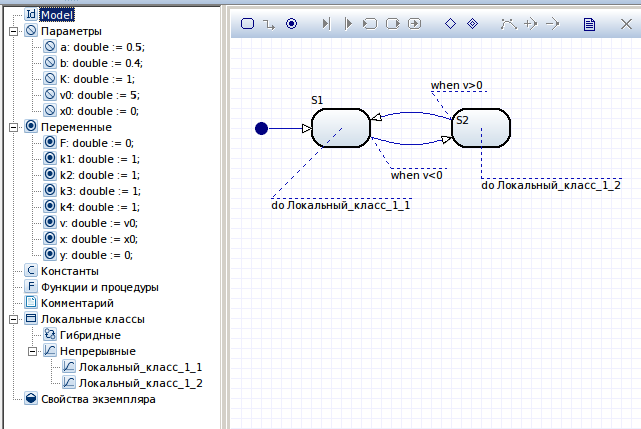 Model
Параметры
a: double := 0.5;
b: double := 0.4;
K: double := 1;
v0: double := 5;
x0: double := 0;
Переменные
F: double := 0;
k1: double := 1;
k2: double := 1;
k3: double := 1;
k4: double := 1;
v: double := v0;
x: double := x0;
y: double := 0;
Константы
Функции и процедуры
Комментарий
Локальные классы
Гибридные
Непрерывные
Локальный_класс_1_1
Локальный_класс_1_2
Свойства экземпляра
when v>0
S1
S2
when v<0
do Локальный_класс_1_2
do Локальный_класс_1_1